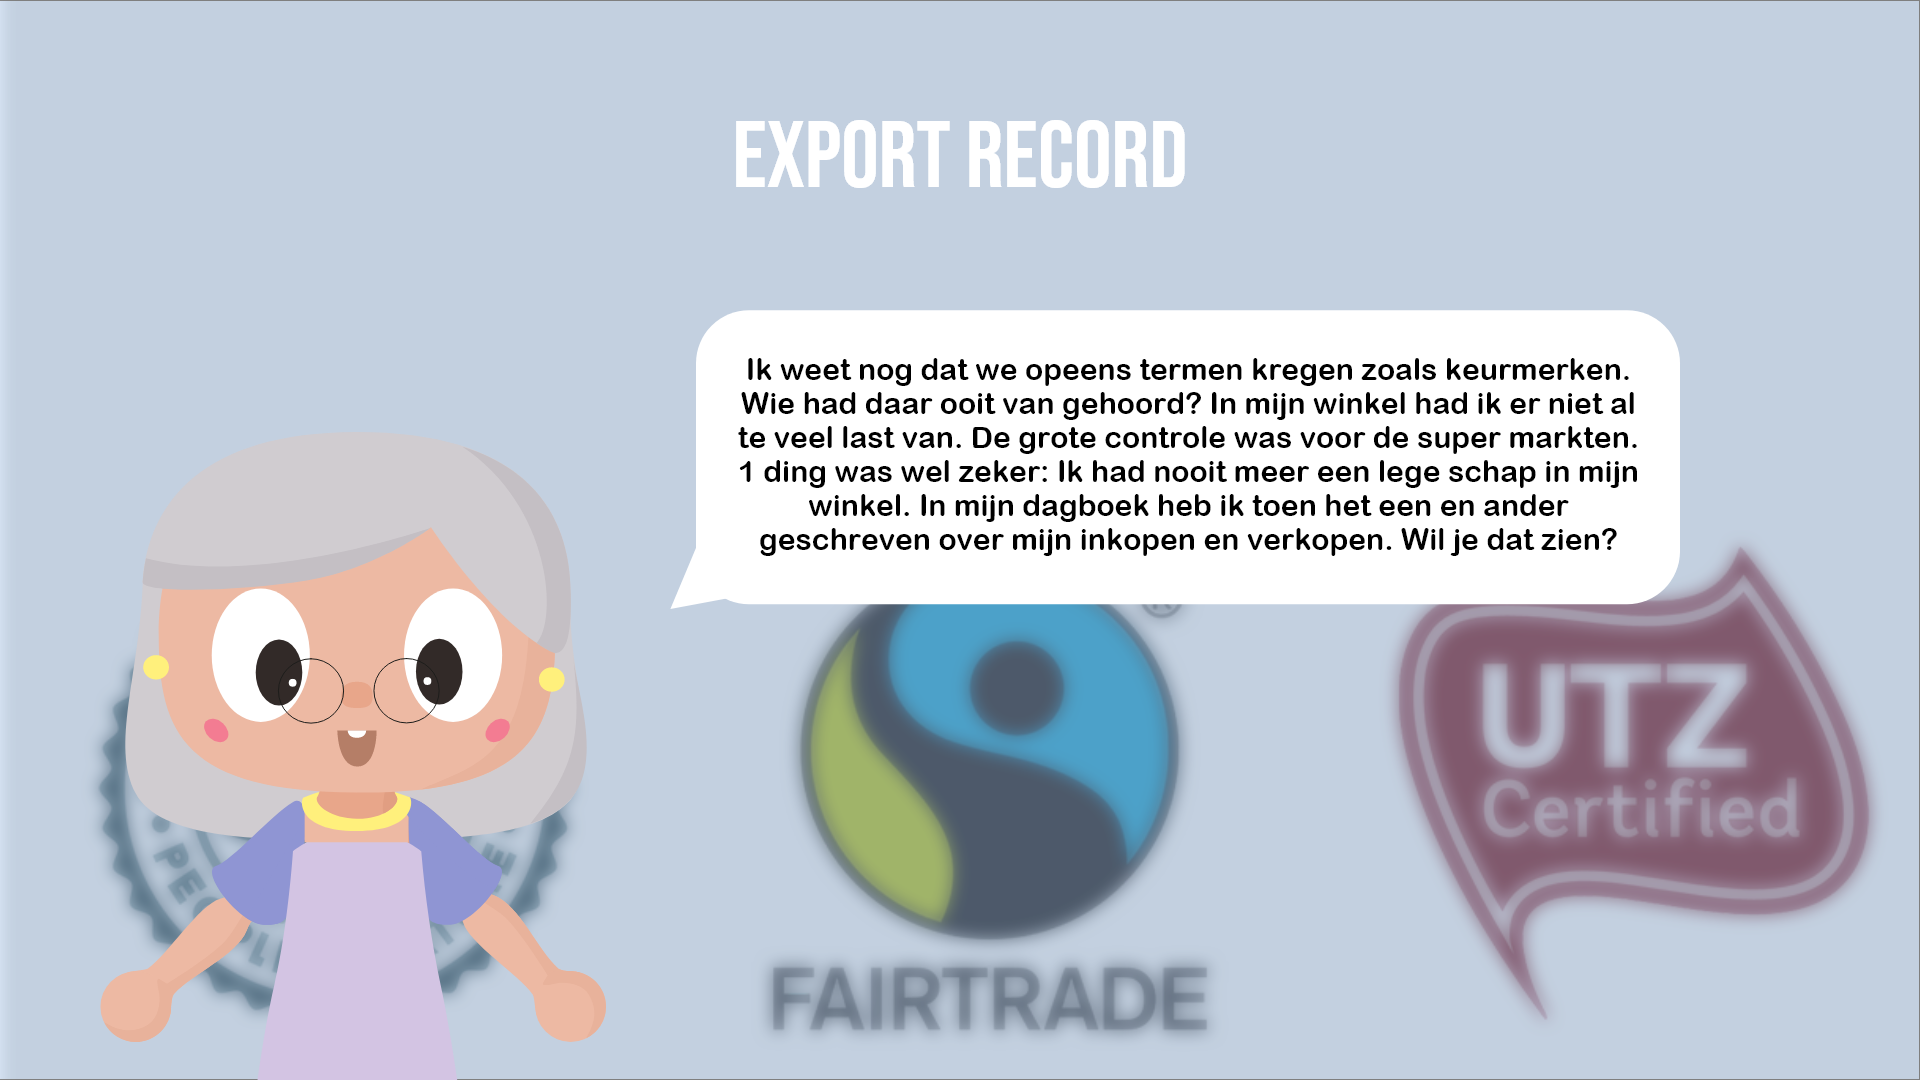 EXPORT RECORD
Ik weet nog dat we opeens termen kregen zoals keurmerken.
Wie had daar ooit van gehoord? In mijn winkel had ik er niet al
te veel last van. De grote controle was voor de super markten.
1 ding was wel zeker: Ik had nooit meer een lege schap in mijn
winkel. In mijn dagboek heb ik toen het een en ander
geschreven over mijn inkopen en verkopen. Wil je dat zien?
®
UTZ
Certified
FAIRTRADE